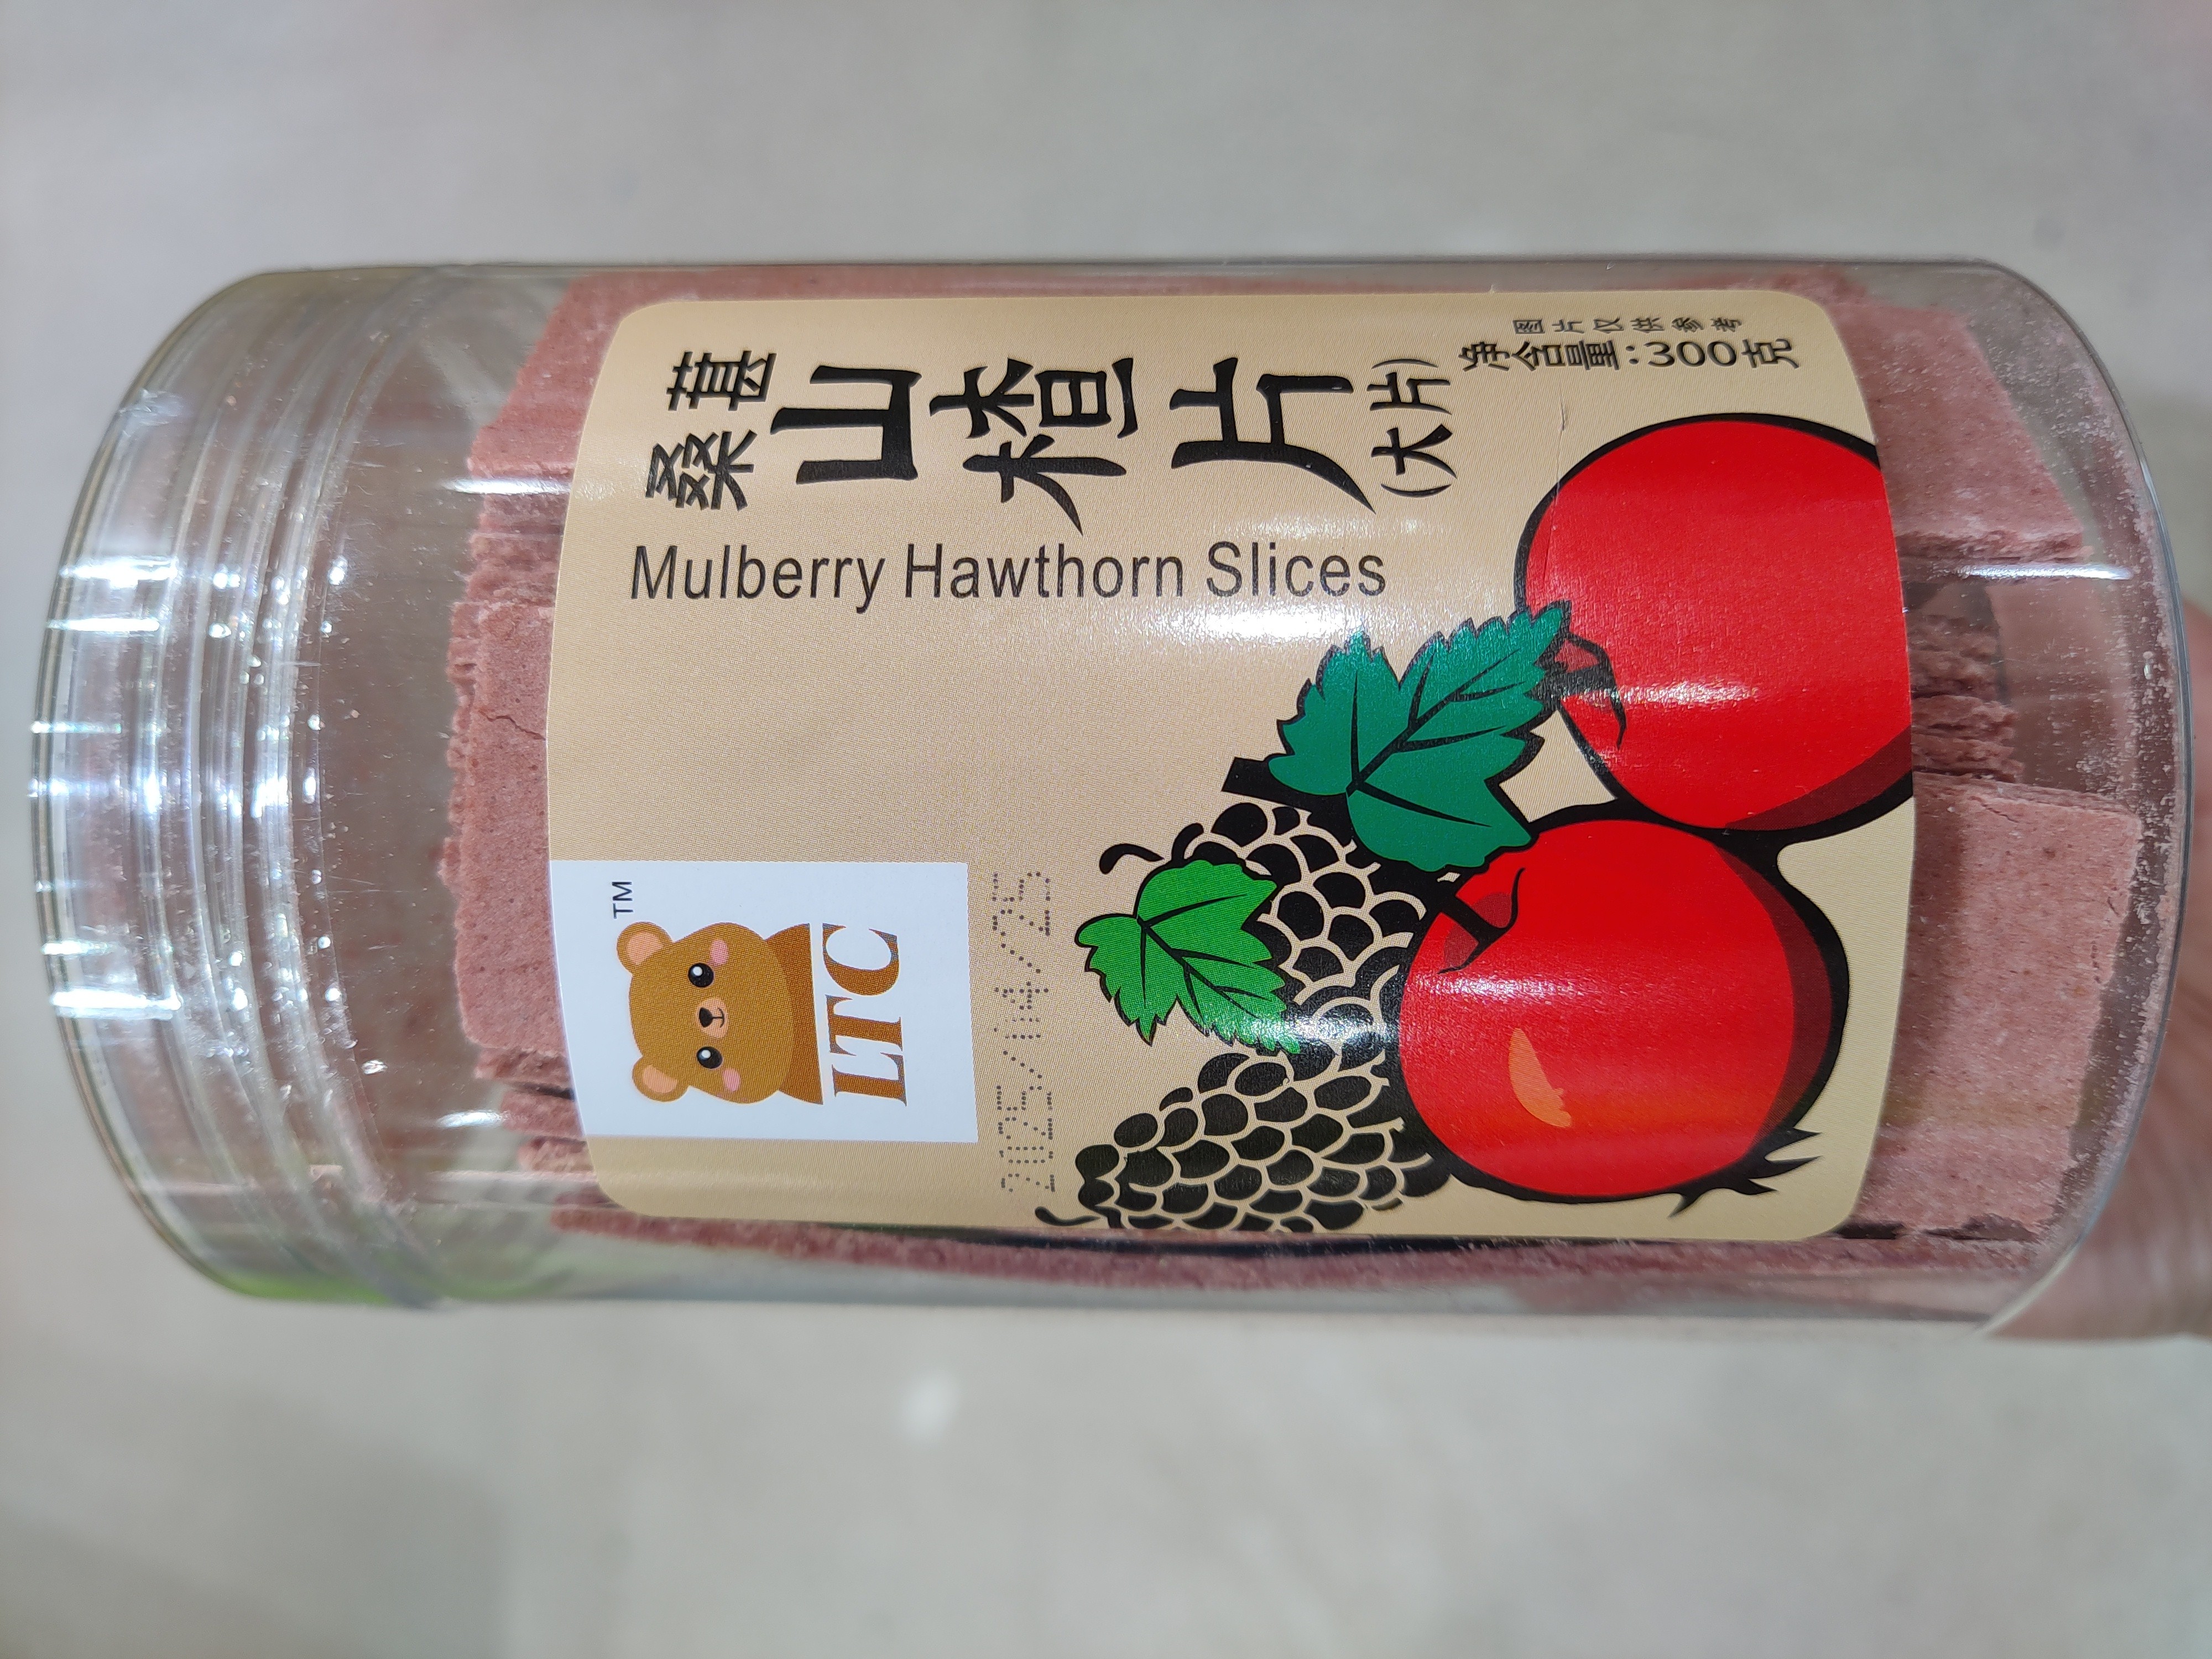 TM
LTC
桑葚
山楂片
(大片)
Mulberry Hawthorn Slices
2025/04/25
图片仅供参考
净含量:300克